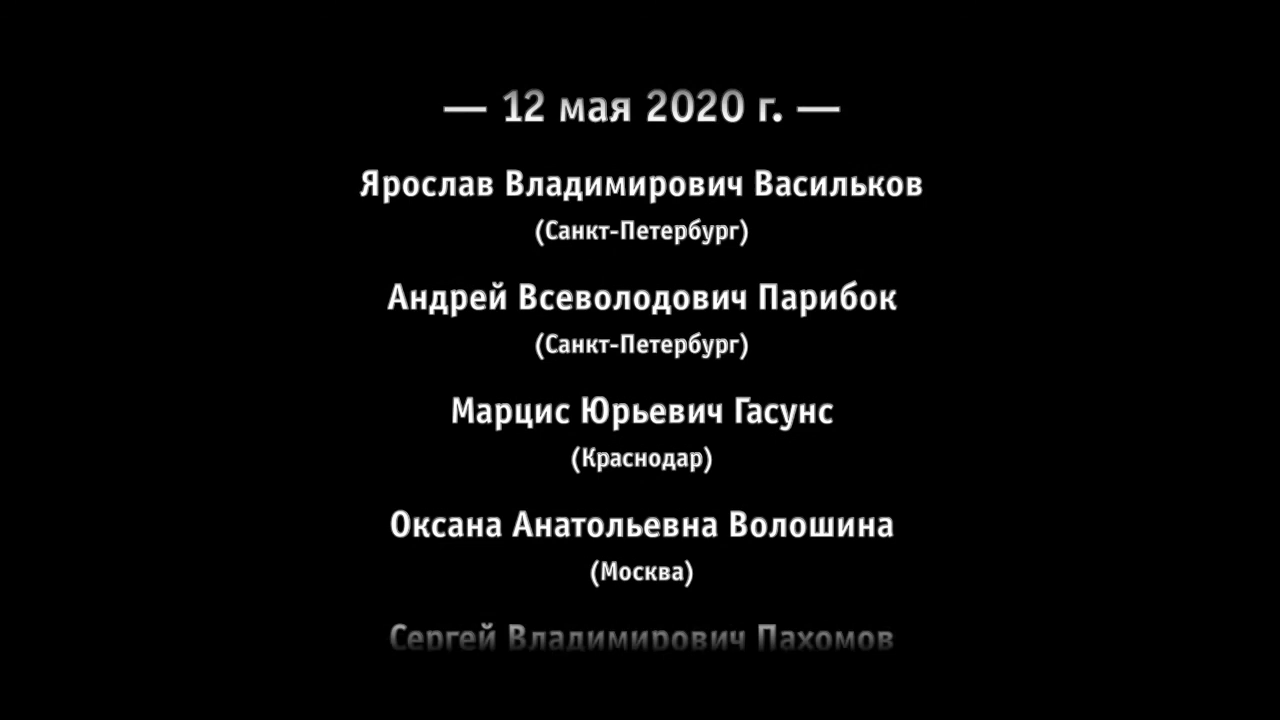 — 12 мая 2020 г. —
Ярослав Владимирович Васильков
(Санкт-Петербург)
Андрей Всеволодович Парибок
(Санкт-Петербург)
Марцис Юрьевич Гасунс
(Краснодар)
Оксана Анатольевна Волошина
(Москва)
Сергей Владимирович Пахомов